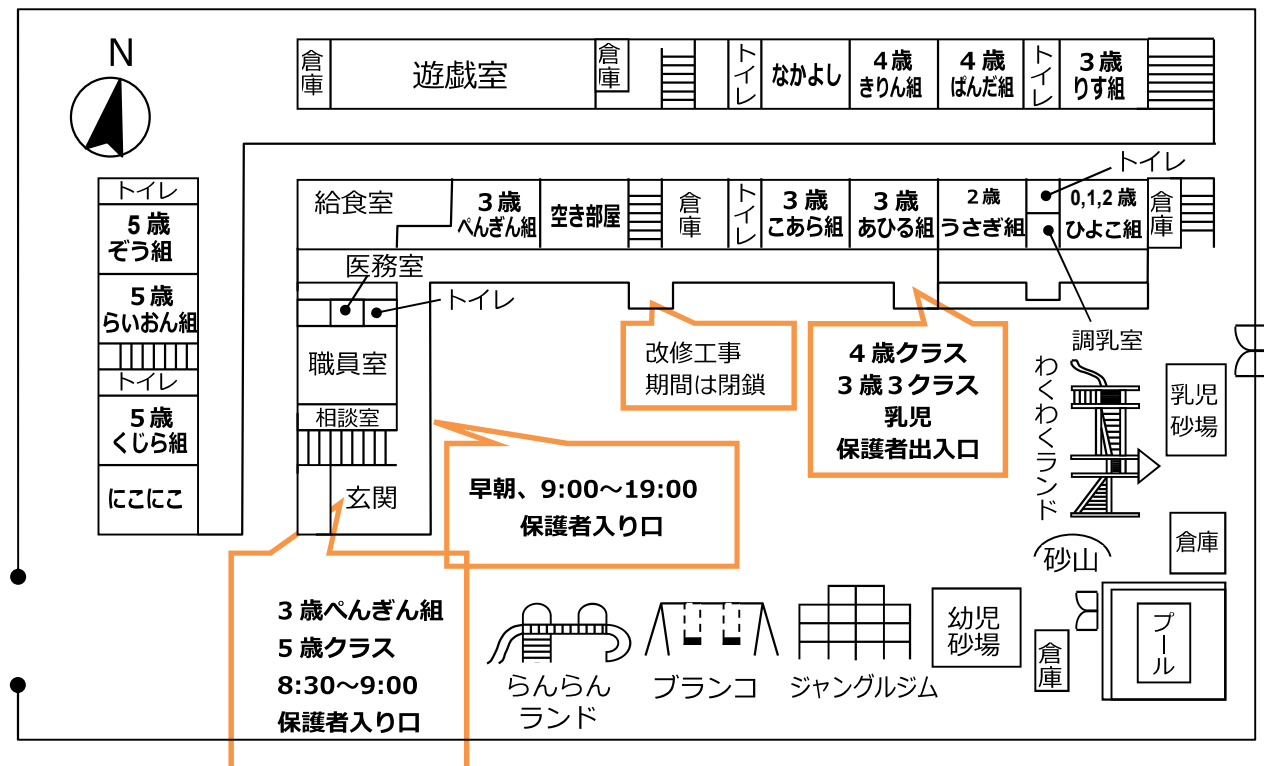 N
倉庫
遊戯室
倉庫
トイレ
なかよし
4歳
きりん組
4歳
ぱんだ組
トイレ
3歳
りす組
トイレ
5歳
ぞう組
5歳
らいおん組
トイレ
5歳
くじら組
にこにこ
給食室
3歳
ぺんぎん組
空き部屋
倉庫
トイレ
3歳
こあら組
3歳
あひる組
2歳
うさぎ組
トイレ
0,1,2歳
ひよこ組
倉庫
医務室
トイレ
職員室
相談室
玄関
調乳室
改修工事
期間は閉鎖
4歳クラス
3歳3クラス
乳児
保護者出入口
早朝、9:00～19:00
保護者入り口
3歳ぺんぎん組
5歳クラス
8:30～9:00
保護者入り口
わくわくランド
乳児
砂場
倉庫
砂山
らんらん
ランド
ブランコ
ジャングルジム
幼児
砂場
倉庫
プール